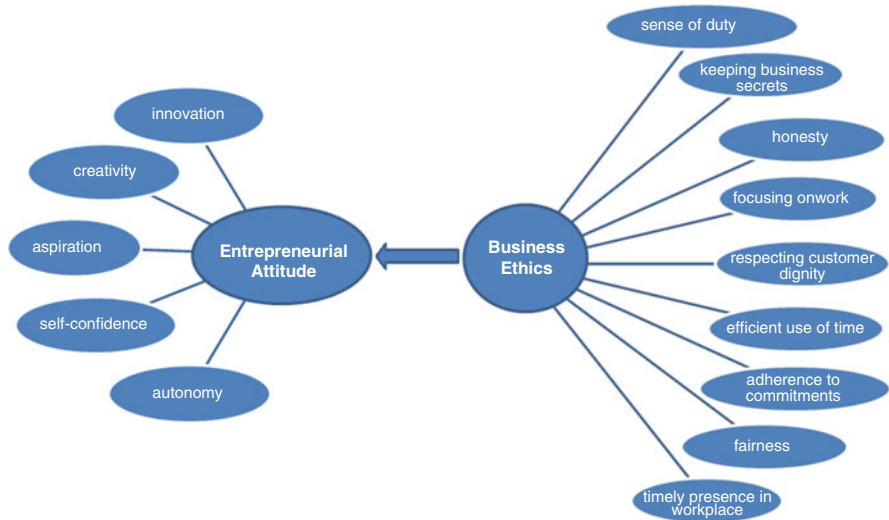 innovation
creativity
aspiration
self-confidence
autonomy
Entrepreneurial
Attitude
Business
Ethics
sense of duty
keeping business
secrets
honesty
focusing onwork
respecting customer
dignity
efficient use of time
adherence to
commitments
fairness
timely presence in
workplace